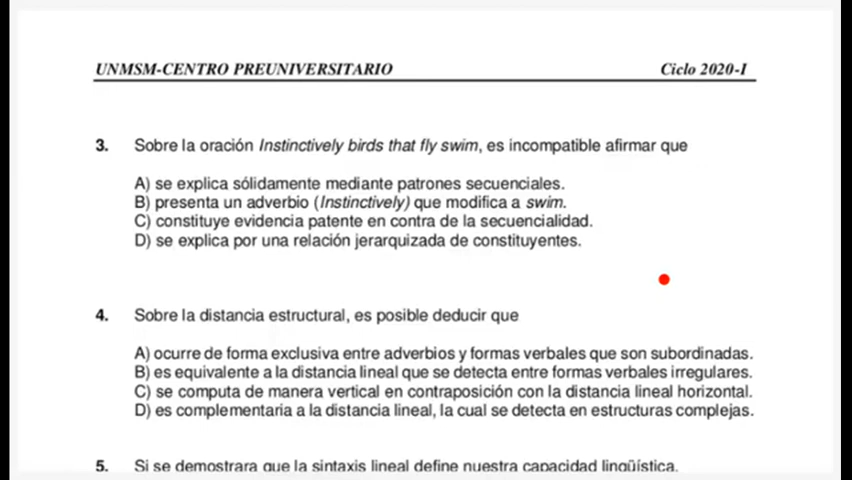 UNMSM-CENTRO PREUNIVERSITARIO Ciclo 2020-I
3. Sobre la oración Instinctively birds that fly swim, es incompatible afirmar que
A) se explica sólidamente mediante patrones secuenciales.
B) presenta un adverbio (Instinctively) que modifica a swim.
C) constituye evidencia patente en contra de la secuencialidad.
D) se explica por una relación jerarquizada de constituyentes.
4. Sobre la distancia estructural, es posible deducir que
A) ocurre de forma exclusiva entre adverbios y formas verbales que son subordinadas.
B) es equivalente a la distancia lineal que se detecta entre formas verbales irregulares.
C) se computa de manera vertical en contraposición con la distancia lineal horizontal.
D) es complementaria a la distancia lineal, la cual se detecta en estructuras complejas.
5. Si se demostrara que la sintaxis lineal define nuestra capacidad lingüística,